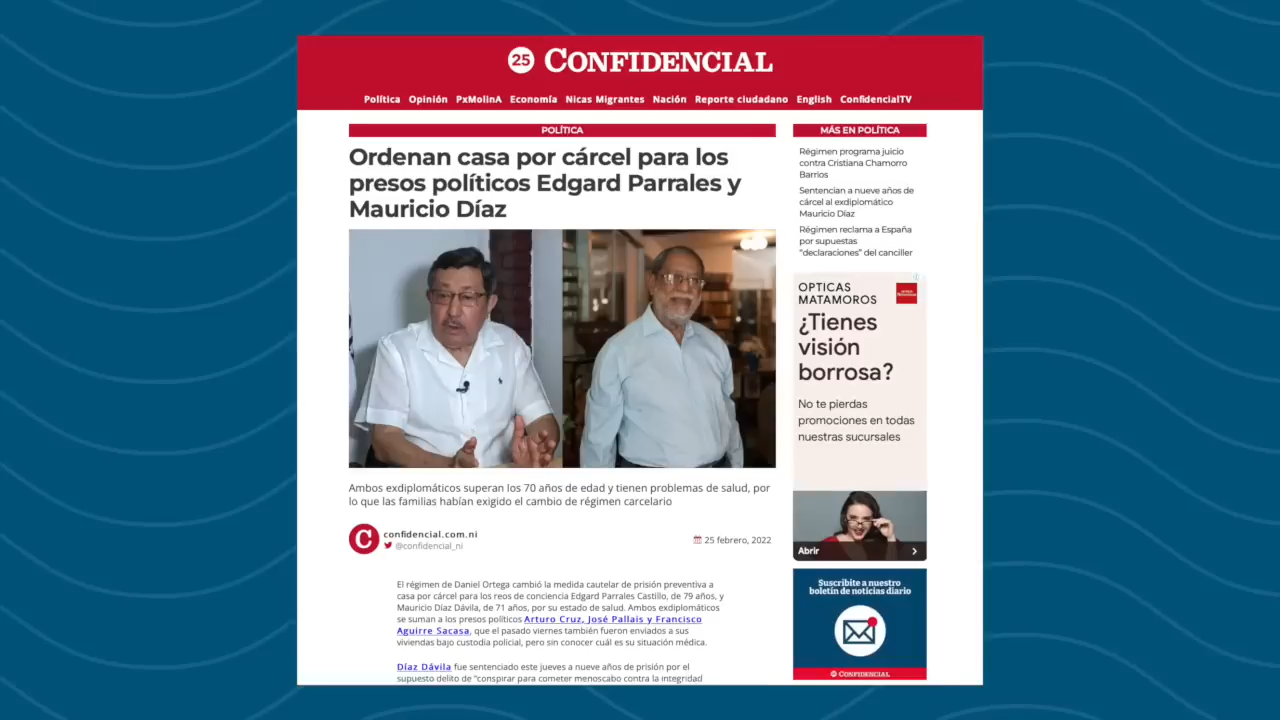 25 CONFIDENCIAL
Política Opinión PxMolinA Economía Nicas Migrantes Nación Reporte ciudadano English ConfidencialTV
POLÍTICA
Ordenan casa por cárcel para los
presos políticos Edgard Parrales y
Mauricio Díaz
Ambos exdiplomáticos superan los 70 años de edad y tienen problemas de salud, por
lo que las familias habían exigido el cambio de régimen carcelario
C
confidencial.com.ni
@confidencial_ni
25 febrero, 2022
El régimen de Daniel Ortega cambió la medida cautelar de prisión preventiva a
casa por cárcel para los reos de conciencia Edgard Parrales Castillo, de 79 años, y
Mauricio Díaz Dávila, de 71 años, por su estado de salud. Ambos exdiplomáticos
se suman a los presos políticos Arturo Cruz, José Pallais y Francisco
Aguirre Sacasa, que el pasado viernes también fueron enviados a sus
viviendas bajo custodia policial, pero sin conocer cuál es su situación médica.
Díaz Dávila fue sentenciado este jueves a nueve años de prisión por el
supuesto delito de “conspirar para cometer menoscabo contra la integridad
MÁS EN POLÍTICA
Régimen programa juicio
contra Cristiana Chamorro
Barrios
Sentencian a nueve años de
cárcel al exdiplomático
Mauricio Díaz
Régimen reclama a España
por supuestas
“declaraciones” del canciller
OPTICAS
MATAMOROS
¿Tienes
visión
borrosa?
No te pierdas
promociones en todas
nuestras sucursales
Abrir
Suscribite a nuestro
boletín de noticias diario
CONFIDENCIAL